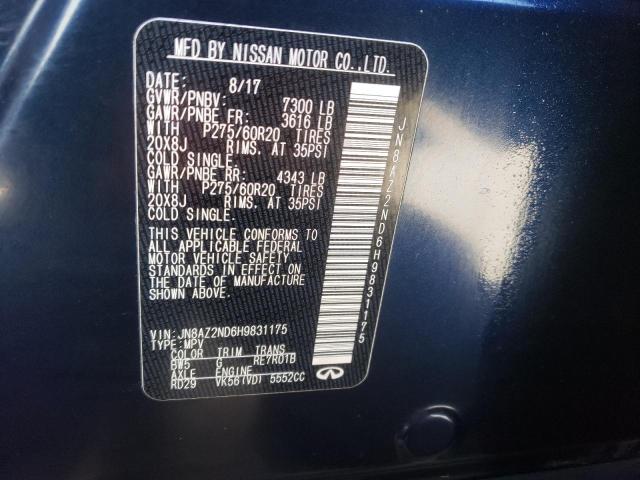 MFD BY NISSAN MOTOR CO.,LTD.
DATE: 8/17
GVWR/PNBV: 7300 LB
GAWR/PNBE FR: 3616 LB
WITH P275/60R20 TIRES
20X8J RIMS, AT 35PSI
COLD SINGLE.
GAWR/PNBE RR: 4343 LB
WITH P275/60R20 TIRES
20X8J RIMS, AT 35PSI
COLD SINGLE.
THIS VEHICLE CONFORMS TO
ALL APPLICABLE FEDERAL
MOTOR VEHICLE SAFETY
STANDARDS IN EFFECT ON
THE DATE OF MANUFACTURE
SHOWN ABOVE.
VIN: JN8AZ2ND6H9831175
TYPE: MPV
COLOR TRIM TRANS
BW5 G RE7R01B
AXLE ENGINE
RD29 VK56(VD) 5552CC
JN8AZ2ND6H9831175